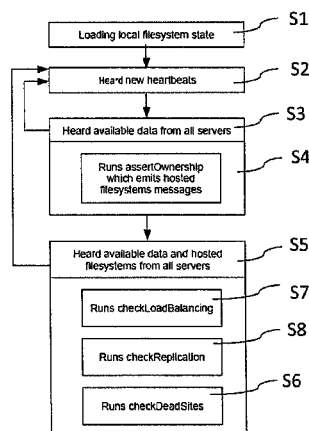 Loading local filesystem state
S1
Heard new heartbeats
S2
Heard available data from all servers
S3
Runs assertOwnership
which emits hosted
filesystems messages
S4
Heard available data and hosted
filesystems from all servers
S5
Runs checkLoadBalancing
S7
Runs checkReplication
S8
Runs checkDeadSites
S6